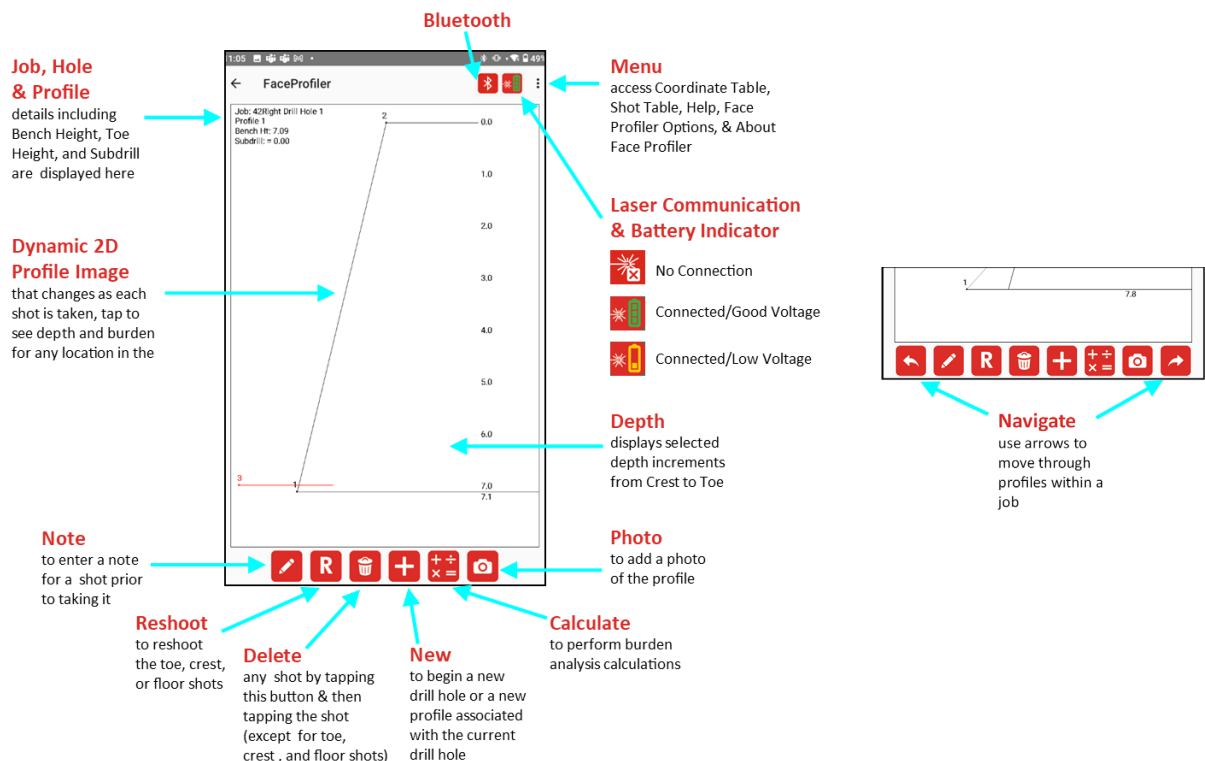 Bluetooth
Job, Hole
& Profile
details including
Bench Height, Toe
Height, and Subdrill
are displayed here
Dynamic 2D
Profile Image
that changes as each
shot is taken, tap to
see depth and burden
for any location in the
11:05
49%
FaceProfiler
Job: 42Right Drill Hole 1
Profile 1
Bench Ht: 7.09
Subdrill: = 0.00
2
0.0
1.0
2.0
3.0
4.0
5.0
6.0
3
1
7.0
7.1
R
Menu
access Coordinate Table,
Shot Table, Help, Face
Profiler Options, & About
Face Profiler
Laser Communication
& Battery Indicator
No Connection
Connected/Good Voltage
Connected/Low Voltage
Depth
displays selected
depth increments
from Crest to Toe
Photo
to add a photo
of the profile
Note
to enter a note
for a shot prior
to taking it
Reshoot
to reshoot
the toe, crest,
or floor shots
Delete
any shot by tapping
this button & then
tapping the shot
(except for toe,
crest , and floor shots)
New
to begin a new
drill hole or a new
profile associated
with the current
drill hole
Calculate
to perform burden
analysis calculations
1
7.8
R
Navigate
use arrows to
move through
profiles within a
job